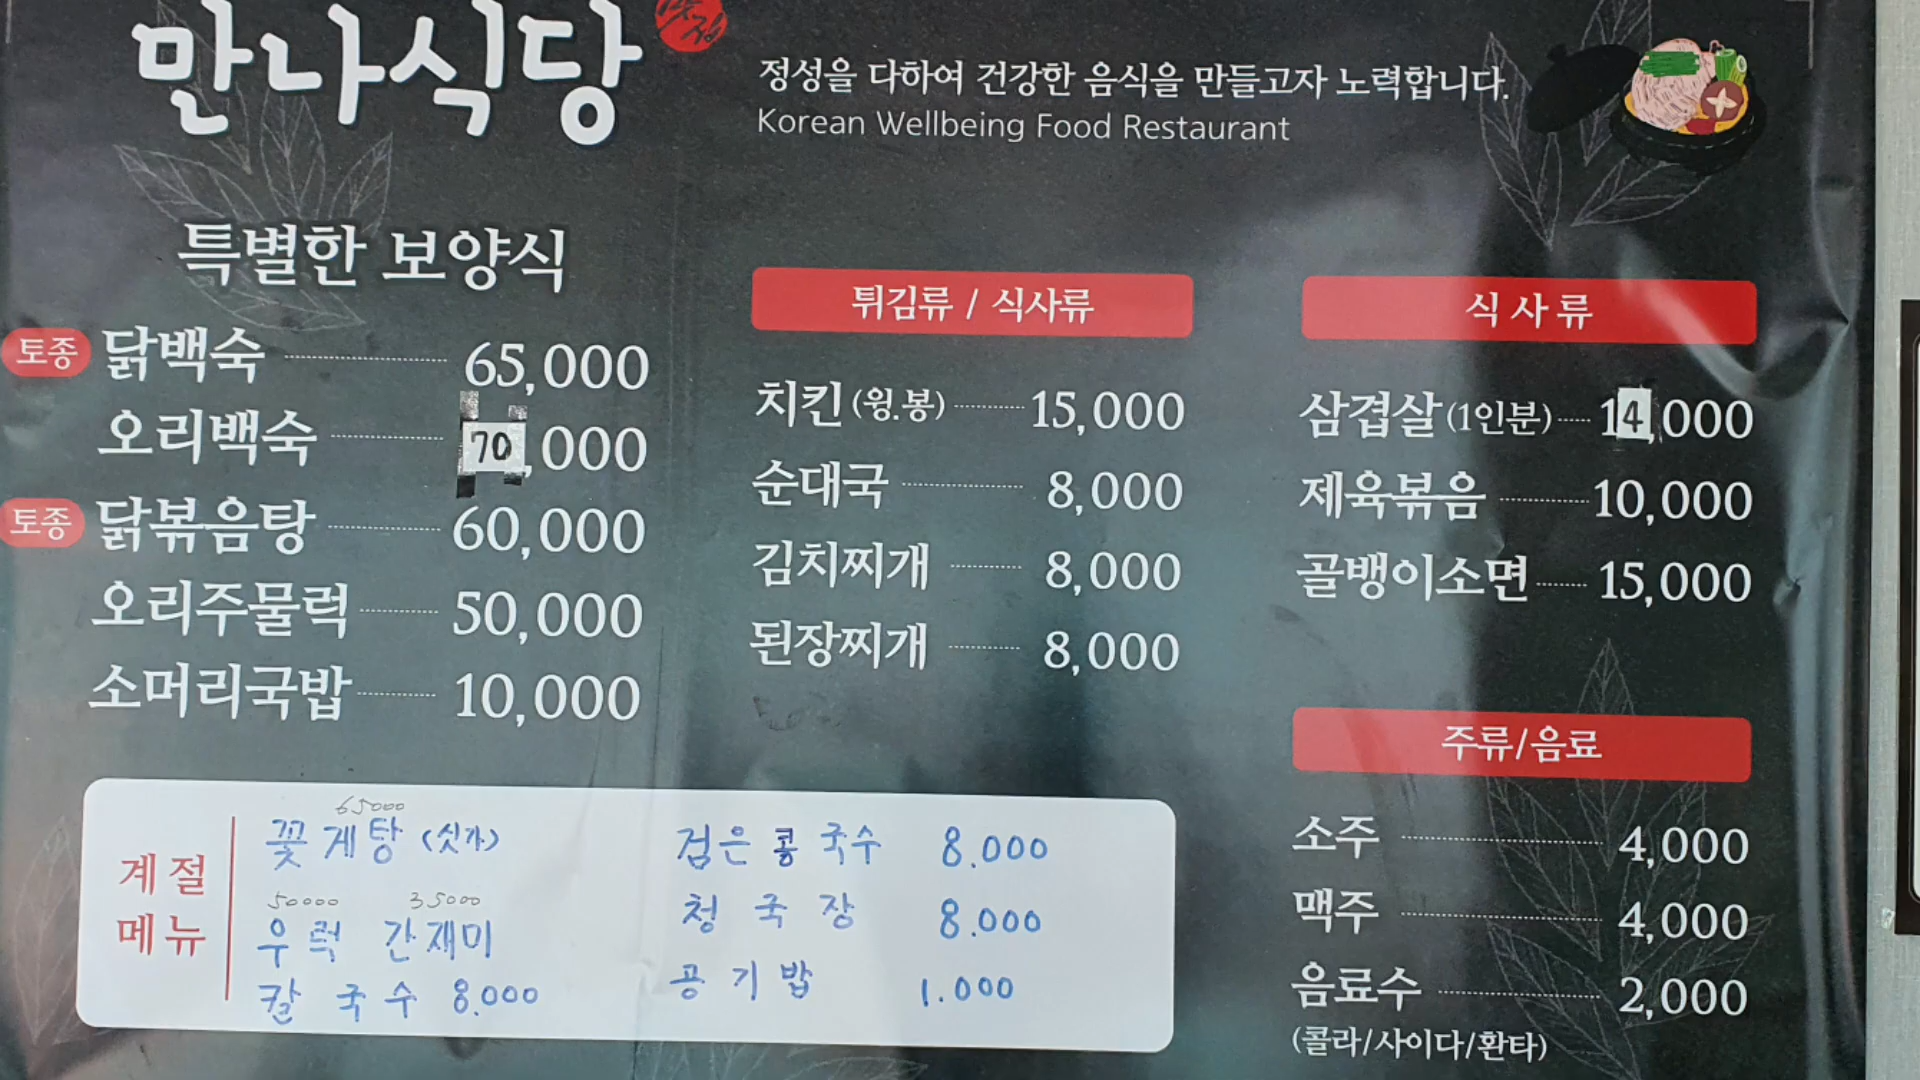 만나식당
정성을 다하여 건강한 음식을 만들고자 노력합니다.
Korean Wellbeing Food Restaurant
특별한 보양식
토종 닭백숙 65,000
오리백숙 70,000
토종 닭볶음탕 60,000
오리주물럭 50,000
소머리국밥 10,000
튀김류 / 식사류
치킨(윙.봉) 15,000
순대국 8,000
김치찌개 8,000
된장찌개 8,000
식사류
삼겹살(1인분) 14,000
제육볶음 10,000
골뱅이소면 15,000
주류/음료
소주 4,000
맥주 4,000
음료수 2,000
(콜라/사이다/환타)
계절
메뉴
65000
꽃게탕 (싯가)
50000 35000
우럭 간재미
칼국수 8.000
검은콩국수 8.000
청국장 8.000
공기밥 1.000